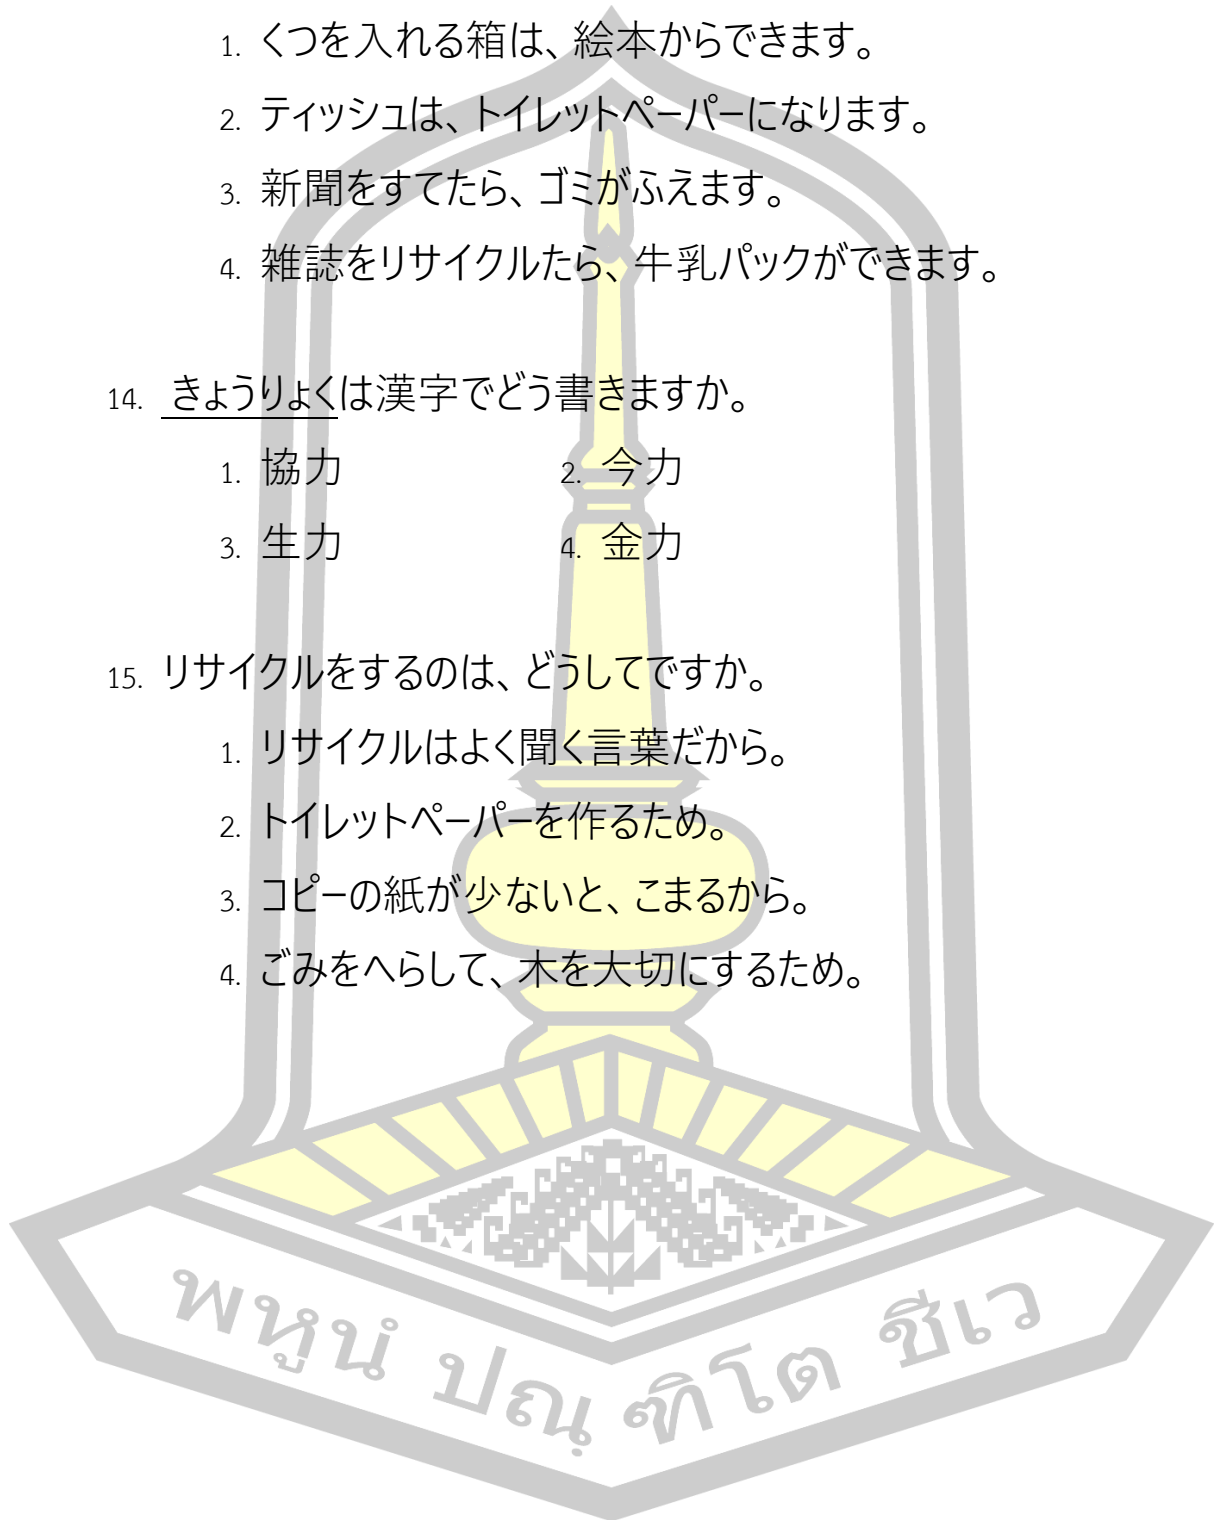 1. くつを入れる箱は、絵本からできます。
2. ティッシュは、トイレットペーパーになります。
3. 新聞をすてたら、ゴミがふえます。
4. 雑誌をリサイクルたら、牛乳パックができます。
14. きょうりょくは漢字でどう書きますか。
1. 協力 2. 今力
3. 生力 4. 金力
15. リサイクルをするのは、どうしてですか。
1. リサイクルはよく聞く言葉だから。
2. トイレットペーパーを作るため。
3. コピーの紙が少ないと、こまるから。
4. ごみをへらして、木を大切にするため。
พหูนํ ปณฺฑิโต ชีเว